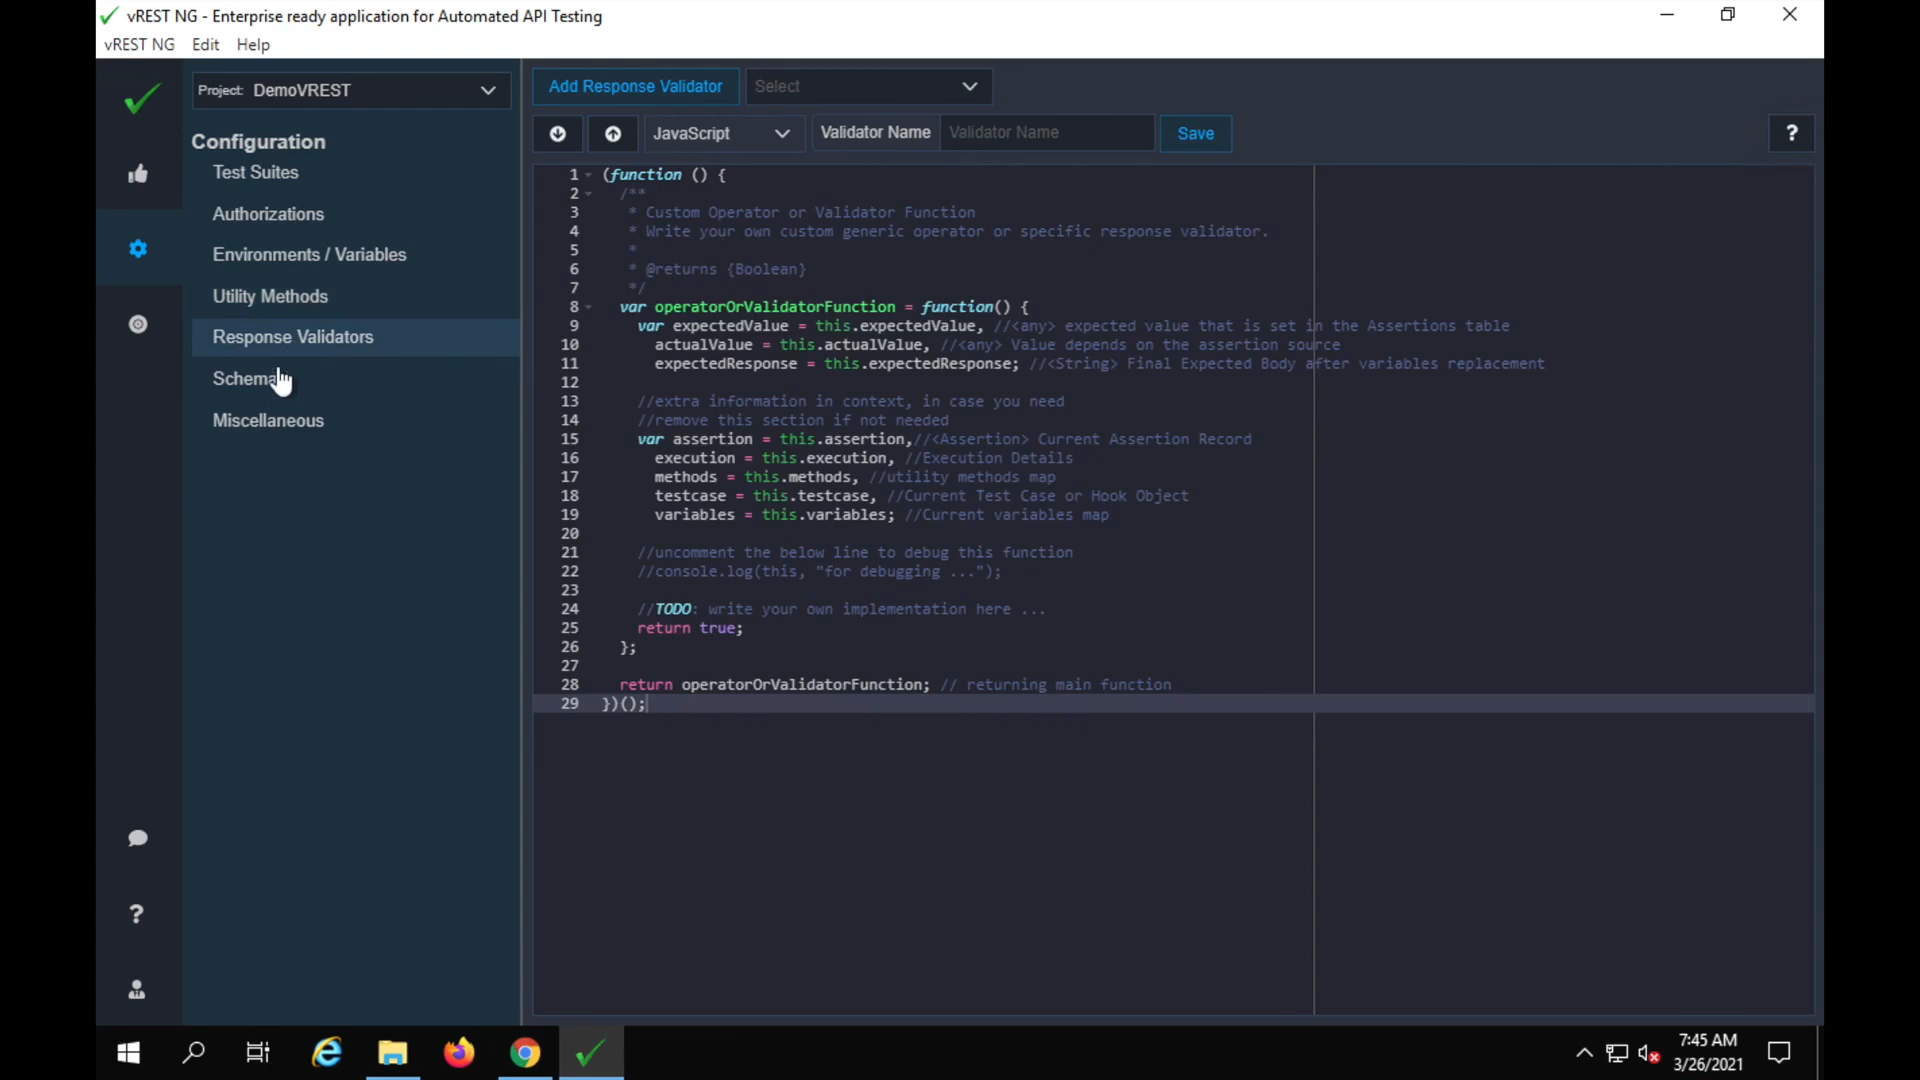 vREST NG - Enterprise ready application for Automated API Testing
vREST NG Edit Help
Project: DemoVREST
Configuration
Test Suites
Authorizations
Environments / Variables
Utility Methods
Response Validators
Schema
Miscellaneous
Add Response Validator Select
JavaScript Validator Name Validator Name Save ?
1 (function () {
2 /**
3 * Custom Operator or Validator Function
4 * Write your own custom generic operator or specific response validator.
5 *
6 * @returns {Boolean}
7 */
8 var operatorOrValidatorFunction = function() {
9 var expectedValue = this.expectedValue, //<any> expected value that is set in the Assertions table
10 actualValue = this.actualValue, //<any> Value depends on the assertion source
11 expectedResponse = this.expectedResponse; //<String> Final Expected Body after variables replacement
12
13 //extra information in context, in case you need
14 //remove this section if not needed
15 var assertion = this.assertion,//<Assertion> Current Assertion Record
16 execution = this.execution, //Execution Details
17 methods = this.methods, //utility methods map
18 testcase = this.testcase, //Current Test Case or Hook Object
19 variables = this.variables; //Current variables map
20
21 //uncomment the below line to debug this function
22 //console.log(this, "for debugging ...");
23
24 //TODO: write your own implementation here ...
25 return true;
26 };
27
28 return operatorOrValidatorFunction; // returning main function
29 })();
?
7:45 AM
3/26/2021